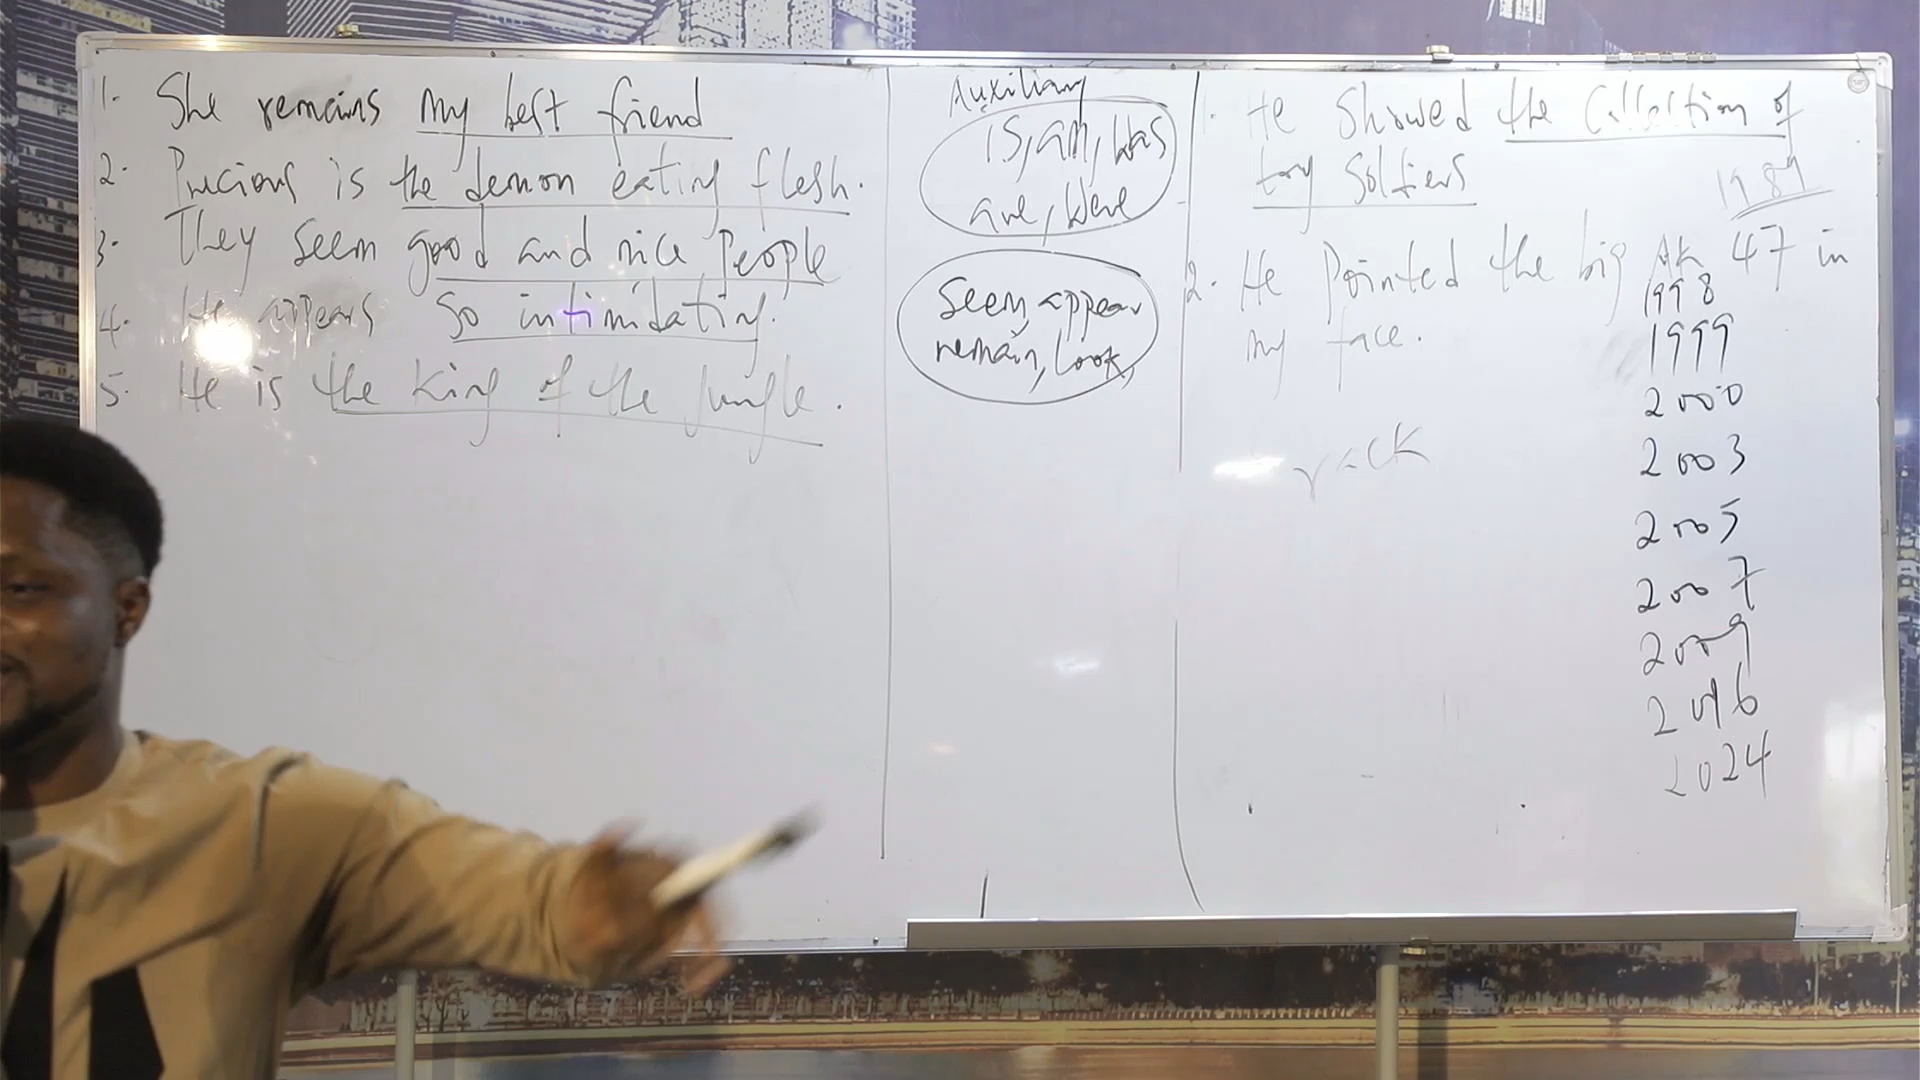 1. She remains my best friend
2. Precious is the demon eating flesh.
3. They seem good and nice People
4. He appears so intimidating.
5. He is the King of the Jungle.
Auxiliary
is, am, was
are, were
Seem, appear
remain, Look,
1. He Showed the Collection of
toy Soldiers
1989
2. He Pointed the big AK 47 in
my face.
rack
1998
1999
2000
2003
2005
2007
2009
2016
2024